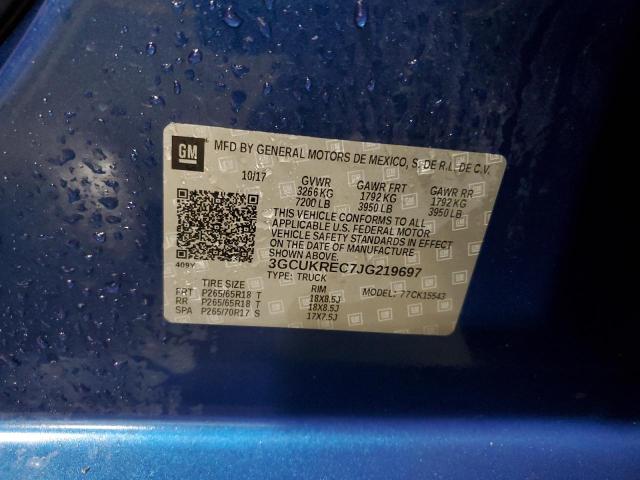 GM MFD BY GENERAL MOTORS DE MEXICO, S. DE R.L. DE C.V.
10/17 GVWR GAWR FRT GAWR RR
3266 KG 1792 KG 1792 KG
7200 LB 3950 LB 3950 LB
THIS VEHICLE CONFORMS TO ALL
APPLICABLE U.S. FEDERAL MOTOR
VEHICLE SAFETY STANDARDS IN EFFECT
ON THE DATE OF MANUFACTURE
SHOWN ABOVE.
409Y 3GCUKREC7JG219697
TYPE: TRUCK
TIRE SIZE RIM MODEL: 77CK15543
FRT P265/65R18 T 18X8.5J
RR P265/65R18 T 18X8.5J
SPA P265/70R17 S 17X7.5J